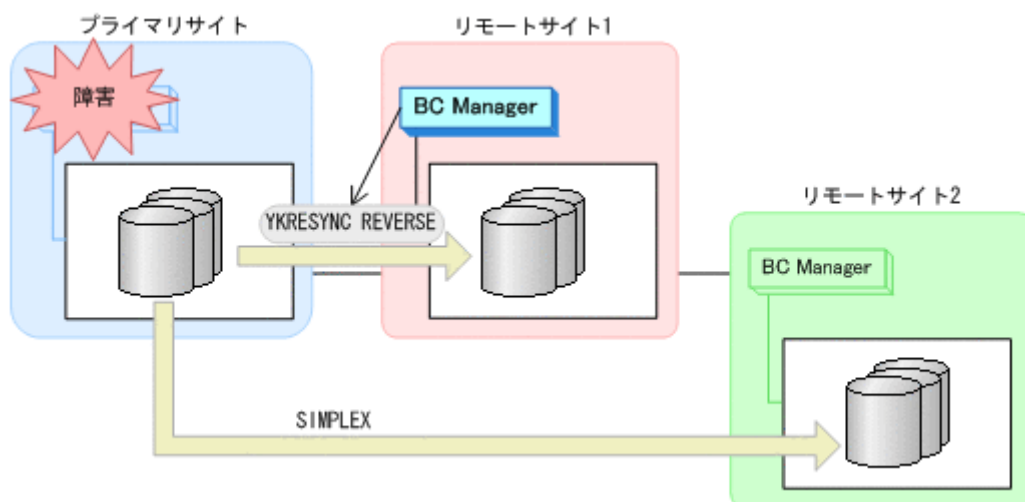 プライマリサイト
リモートサイト1
障害
BC Manager
YKRESYNC REVERSE
リモートサイト2
BC Manager
SIMPLEX